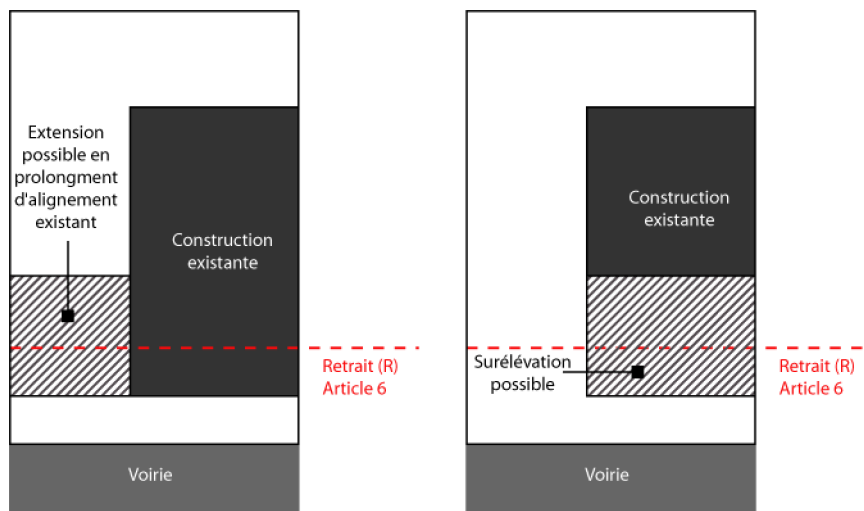 Extension
possible en
prolongment
d'alignement
existant
Construction
existante
Retrait (R)
Article 6
Voirie
Construction
existante
Surélévation
possible
Retrait (R)
Article 6
Voirie